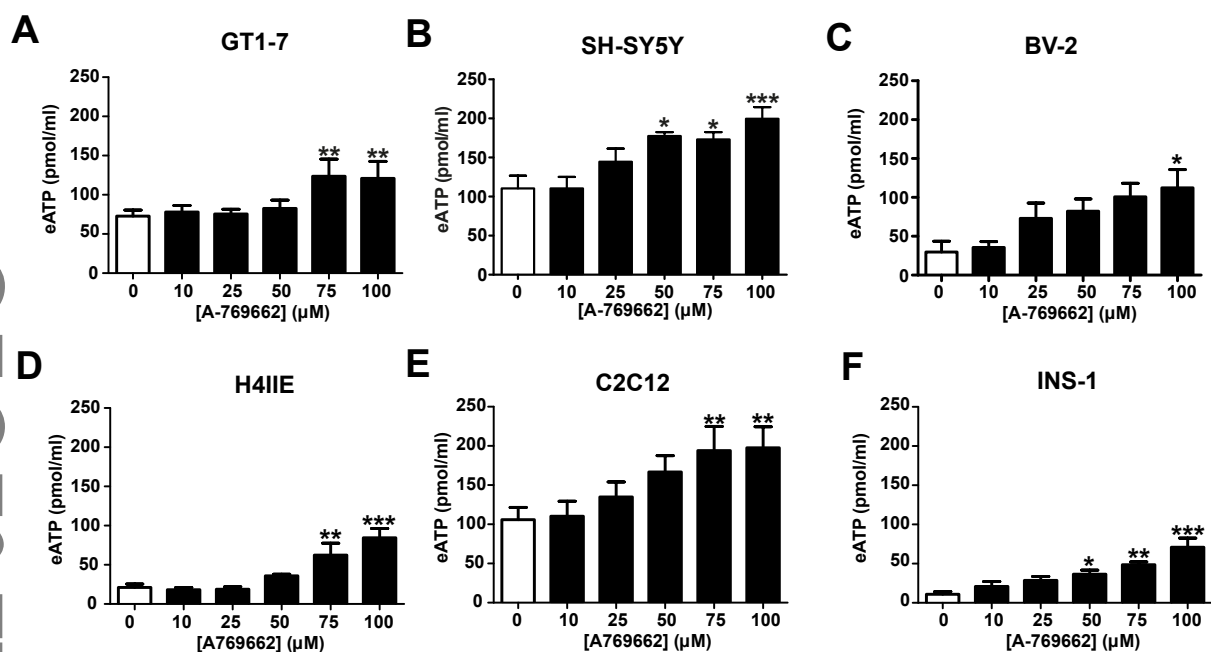 A
GT1-7
eATP (pmol/ml)
250
200
150
100
50
0
** **
0 10 25 50 75 100
[A-769662] (µM)
B
SH-SY5Y
eATP (pmol/ml)
250
200
150
100
50
0
* * ***
0 10 25 50 75 100
[A-769662] (µM)
C
BV-2
eATP (pmol/ml)
250
200
150
100
50
0
*
0 10 25 50 75 100
[A-769662] (µM)
D
H4IIE
eATP (pmol/ml)
250
200
150
100
50
0
** ***
0 10 25 50 75 100
[A769662] (µM)
E
C2C12
eATP (pmol/ml)
250
200
150
100
50
0
** **
0 10 25 50 75 100
[A-769662] (µM)
F
INS-1
eATP (pmol/ml)
250
200
150
100
50
0
* ** ***
0 10 25 50 75 100
[A-769662] (µM)